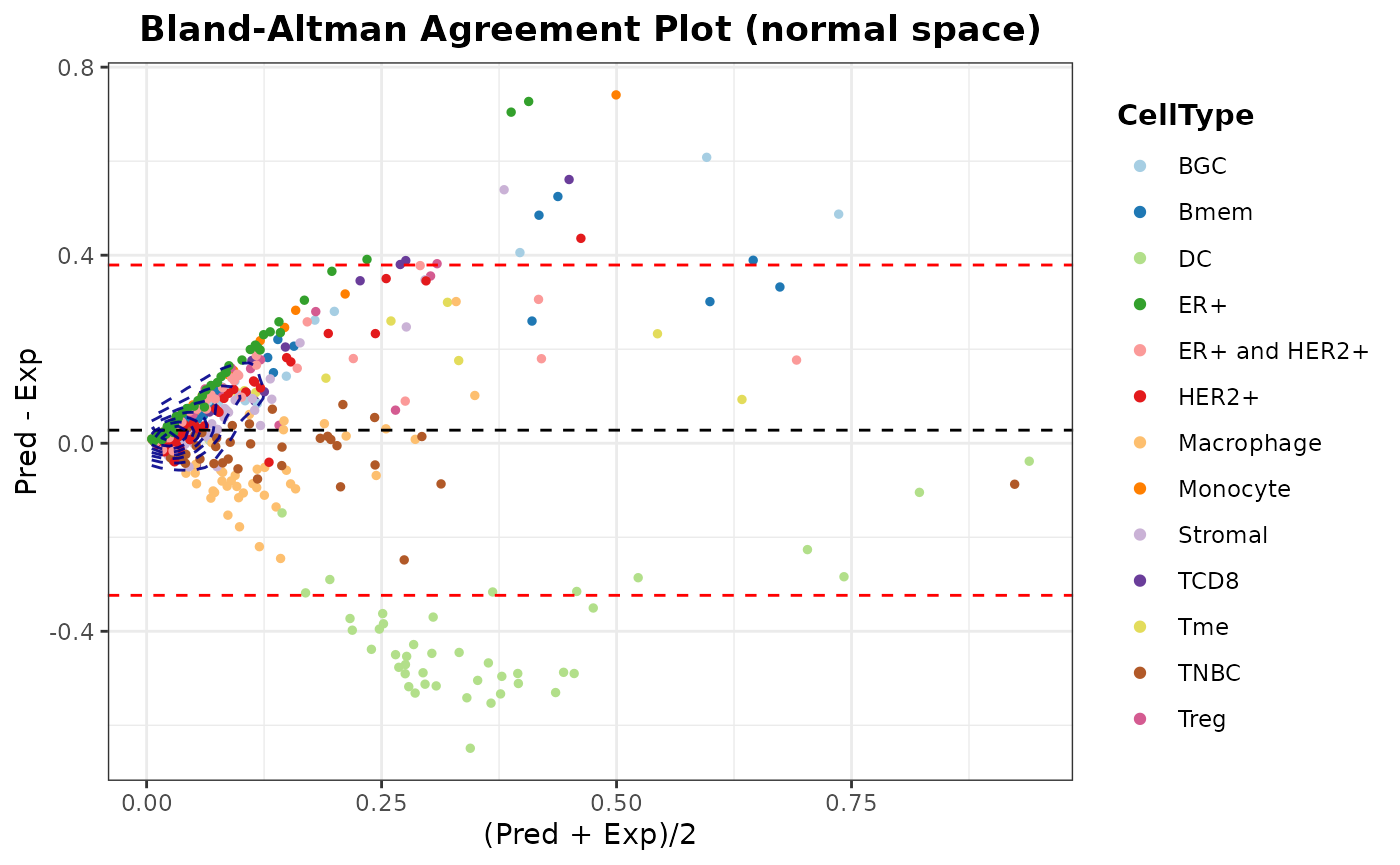 Bland-Altman Agreement Plot (normal space)
0.8
0.4
0.0
-0.4
Pred - Exp
0.00
0.25
0.50
0.75
(Pred + Exp)/2
CellType
BGC
Bmem
DC
ER+
ER+ and HER2+
HER2+
Macrophage
Monocyte
Stromal
TCD8
Tme
TNBC
Treg